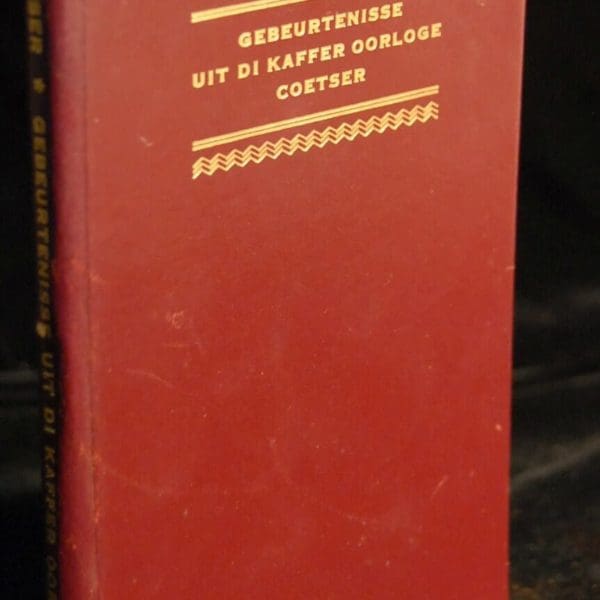 GEBEURTENISSE
UIT DI KAFFER OORLOGE
COETSER
GEBEURTENISSE UIT DI KAFFER